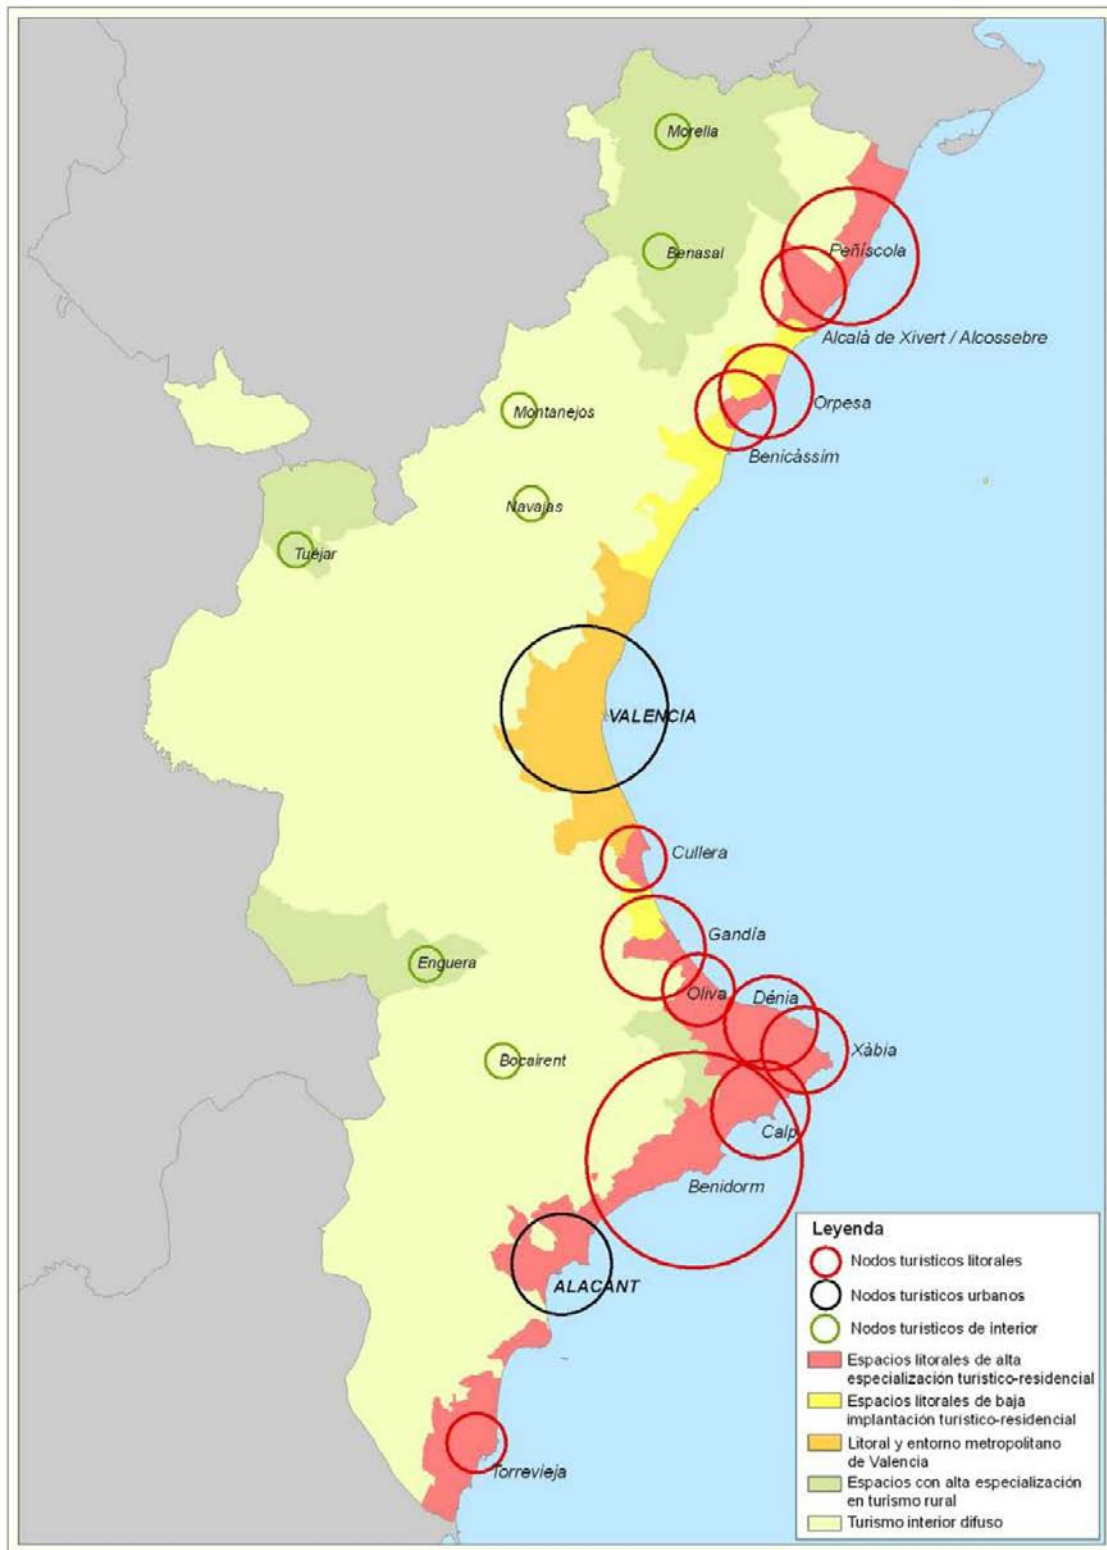 Morella
Peñíscola
Benasal
Alcalà de Xivert / Alcossebre
Orpesa
Montanejos
Benicàssim
Navajas
Tuéjar
VALENCIA
Cullera
Gandía
Enguera
Oliva
Dénia
Xàbia
Bocairent
Calp
Benidorm
ALACANT
Torrevieja
Leyenda
Nodos turísticos litorales
Nodos turísticos urbanos
Nodos turísticos de interior
Espacios litorales de alta
especialización turístico-residencial
Espacios litorales de baja
implantación turístico-residencial
Litoral y entorno metropolitano
de Valencia
Espacios con alta especialización
en turismo rural
Turismo interior difuso